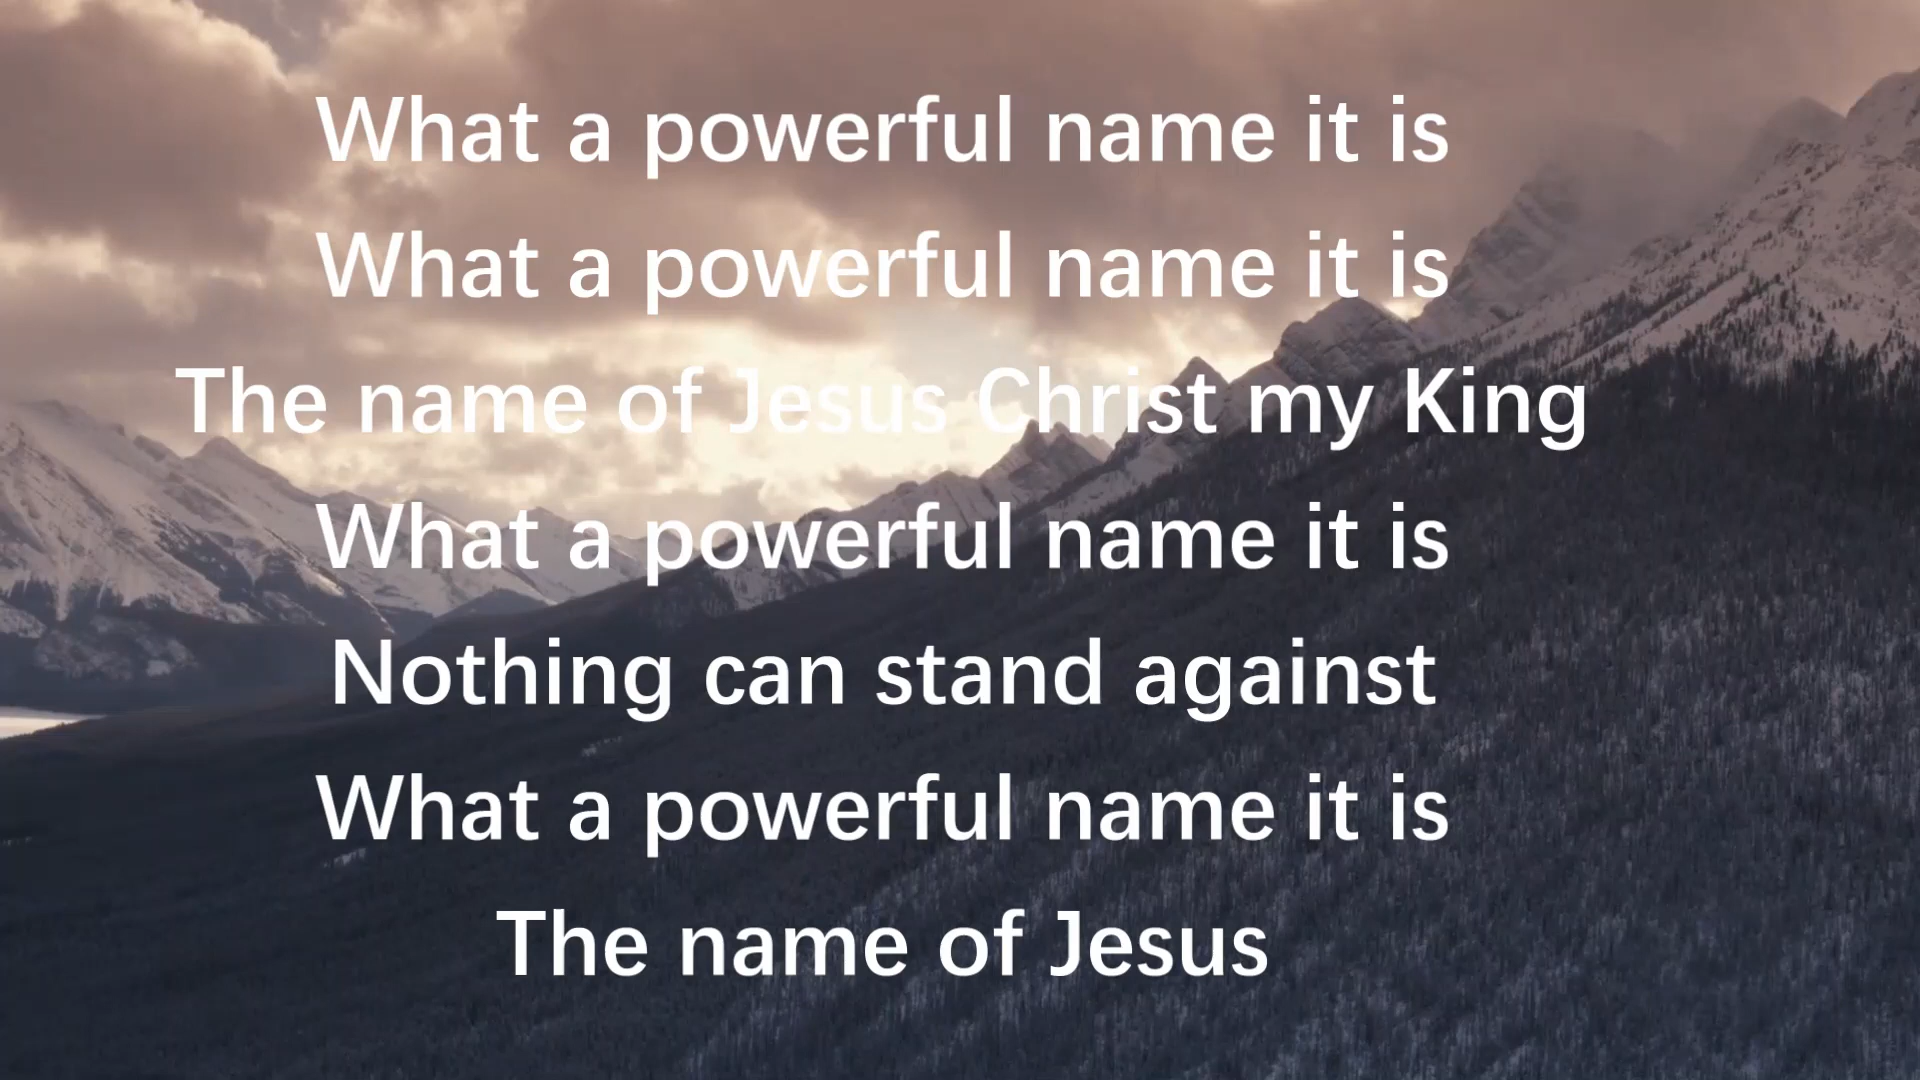 What a powerful name it is
What a powerful name it is
The name of Jesus Christ my King
What a powerful name it is
Nothing can stand against
What a powerful name it is
The name of Jesus